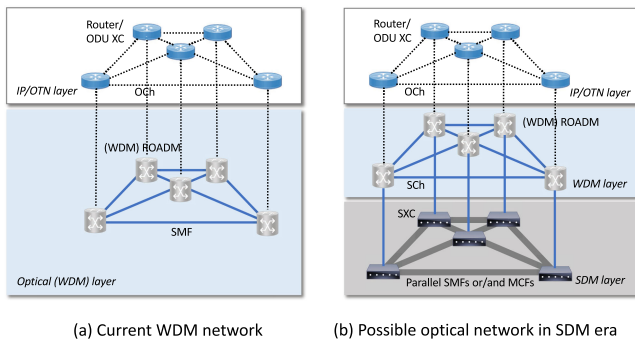 Router/
ODU XC
OCh
IP/OTN layer
(WDM) ROADM
SMF
Optical (WDM) layer
(a) Current WDM network
Router/
ODU XC
OCh
IP/OTN layer
(WDM) ROADM
SCh
WDM layer
SXC
Parallel SMFs or/and MCFs
SDM layer
(b) Possible optical network in SDM era